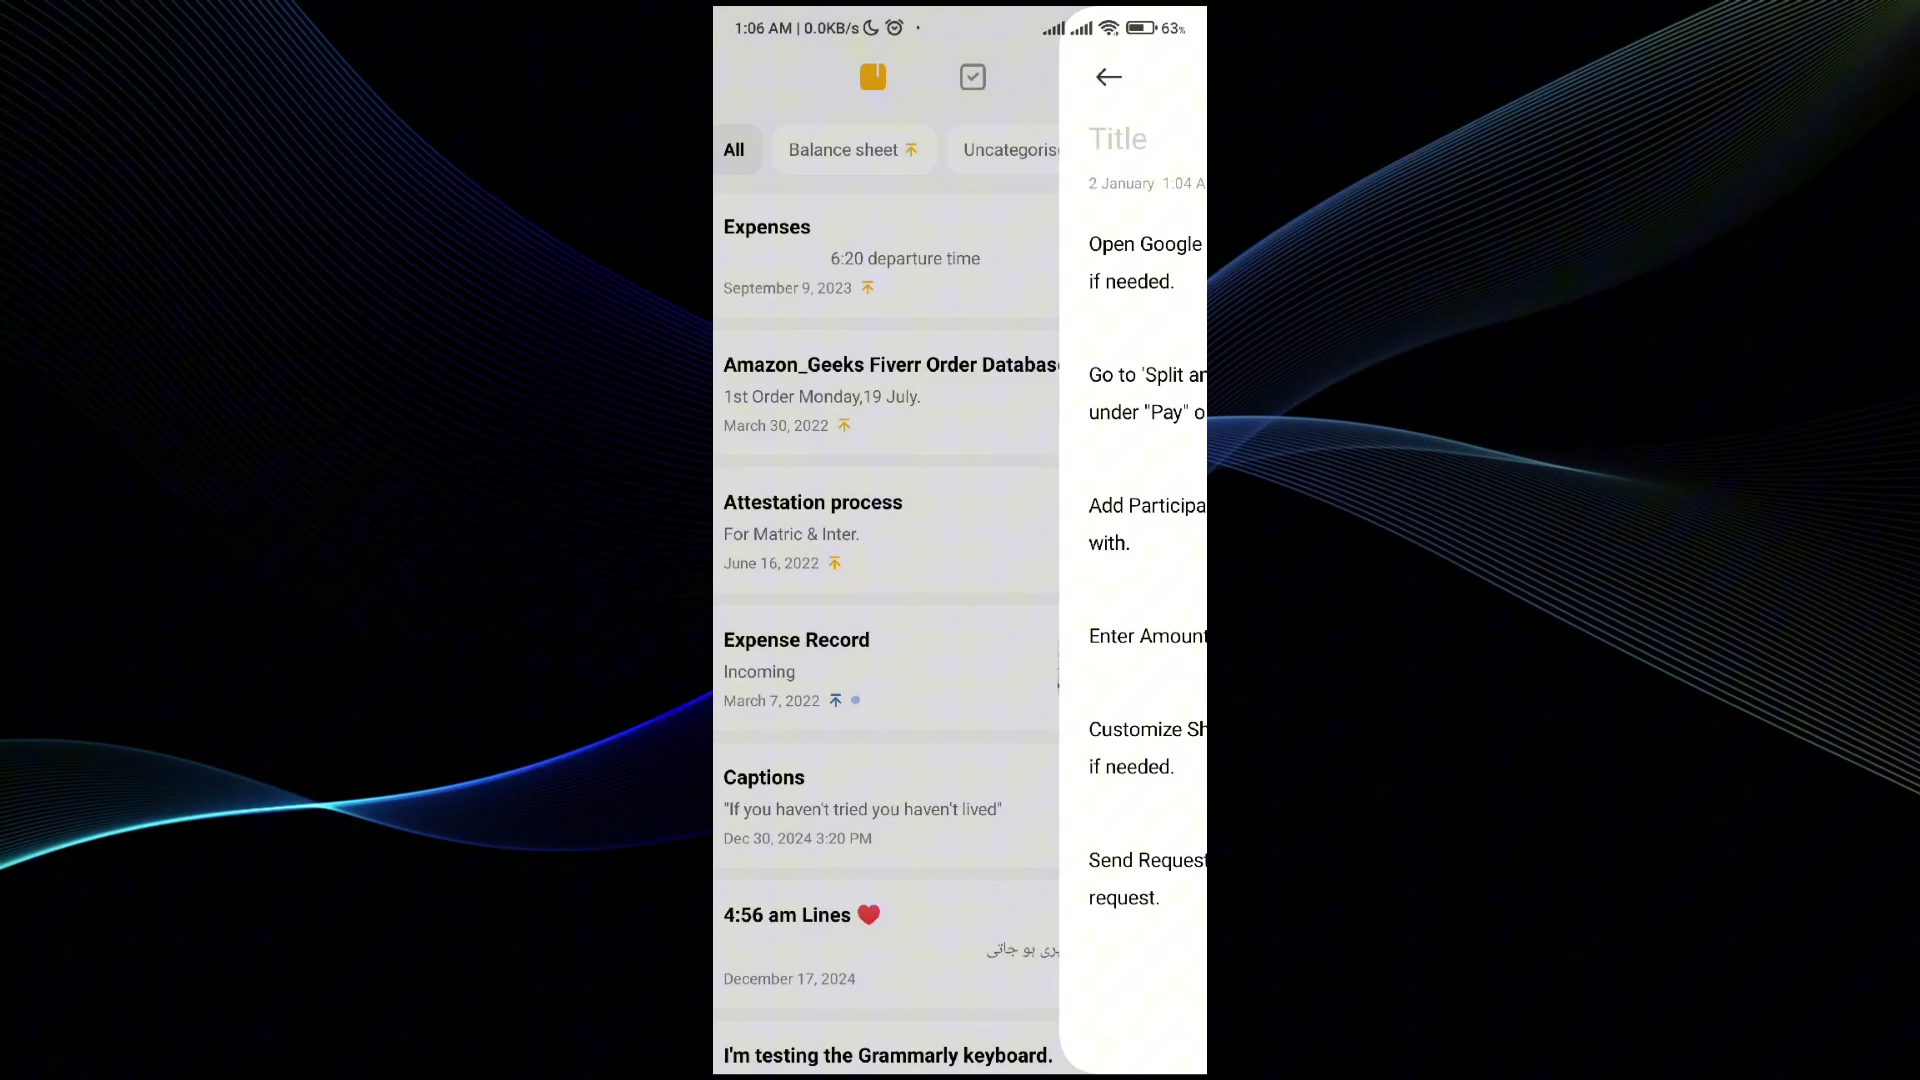 1:06 AM | 0.0KB/s
63%
All
Balance sheet
Uncategoris
Expenses
6:20 departure time
September 9, 2023
Amazon_Geeks Fiverr Order Database
1st Order Monday,19 July.
March 30, 2022
Attestation process
For Matric & Inter.
June 16, 2022
Expense Record
Incoming
March 7, 2022
Captions
"If you haven't tried you haven't lived"
Dec 30, 2024 3:20 PM
4:56 am Lines ❤️
ری ہو جاتی
December 17, 2024
I'm testing the Grammarly keyboard.
Title
2 January 1:04 A
Open Google
if needed.
Go to 'Split an
under "Pay" o
Add Participa
with.
Enter Amount
Customize Sh
if needed.
Send Request
request.